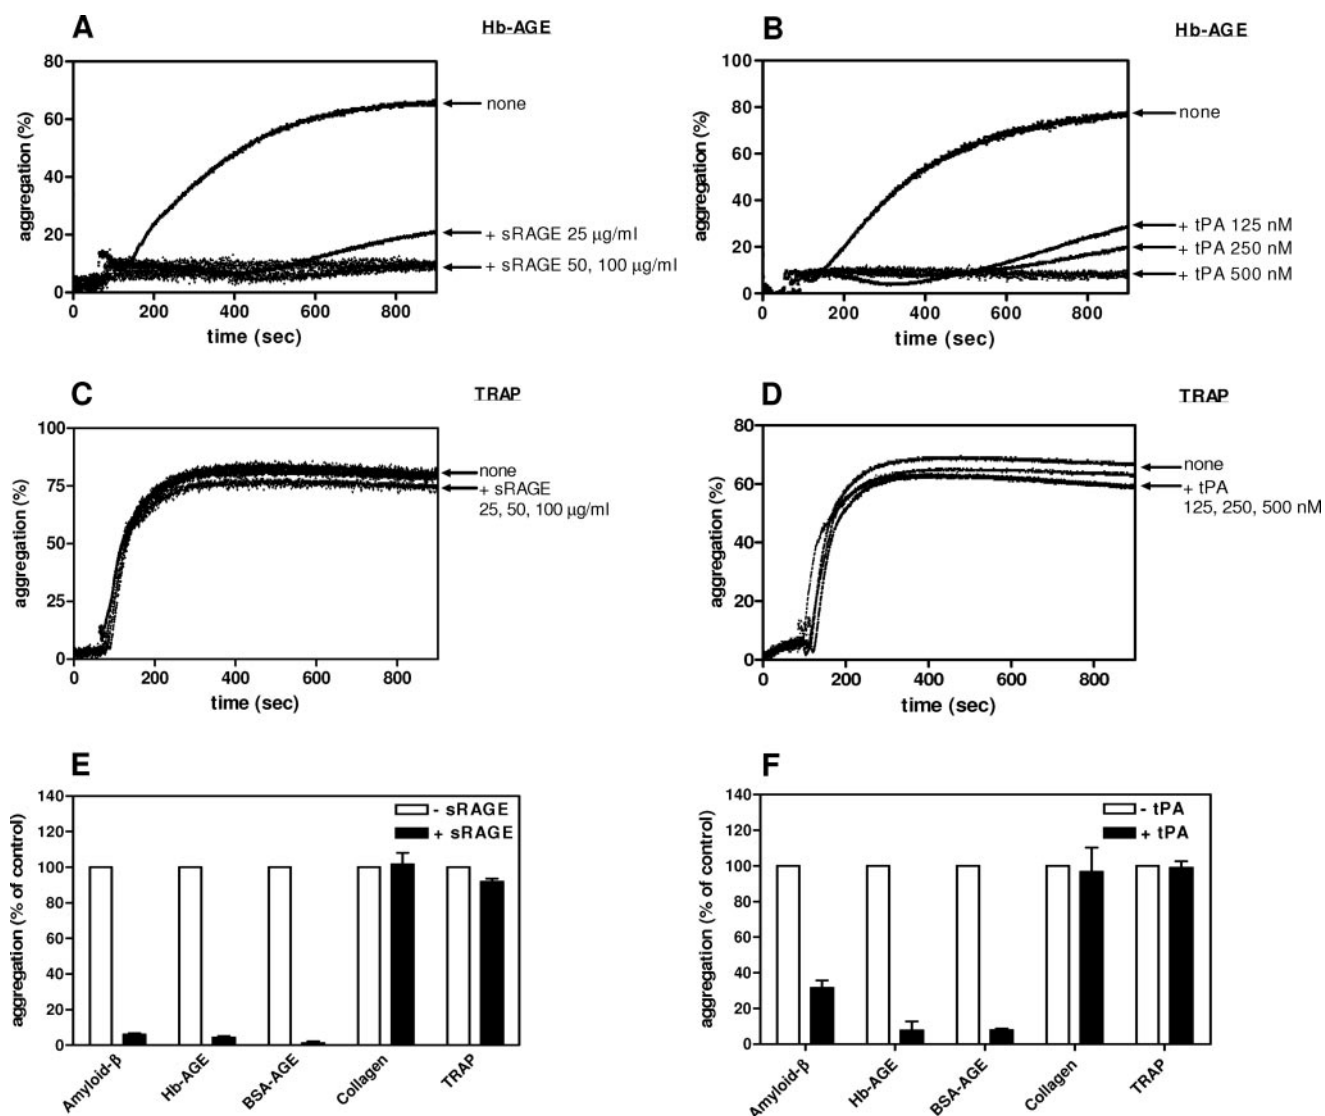 A
Hb-AGE
80
60
40
20
0
aggregation (%)
0 200 400 600 800
time (sec)
none
+ sRAGE 25 µg/ml
+ sRAGE 50, 100 µg/ml
B
Hb-AGE
100
80
60
40
20
0
aggregation (%)
0 200 400 600 800
time (sec)
none
+ tPA 125 nM
+ tPA 250 nM
+ tPA 500 nM
C
TRAP
100
75
50
25
0
aggregation (%)
0 200 400 600 800
time (sec)
none
+ sRAGE
25, 50, 100 µg/ml
D
TRAP
80
60
40
20
0
aggregation (%)
0 200 400 600 800
time (sec)
none
+ tPA
125, 250, 500 nM
E
140
120
100
80
60
40
20
0
aggregation (% of control)
- sRAGE
+ sRAGE
Amyloid-β
Hb-AGE
BSA-AGE
Collagen
TRAP
F
140
120
100
80
60
40
20
0
aggregation (% of control)
- tPA
+ tPA
Amyloid-β
Hb-AGE
BSA-AGE
Collagen
TRAP